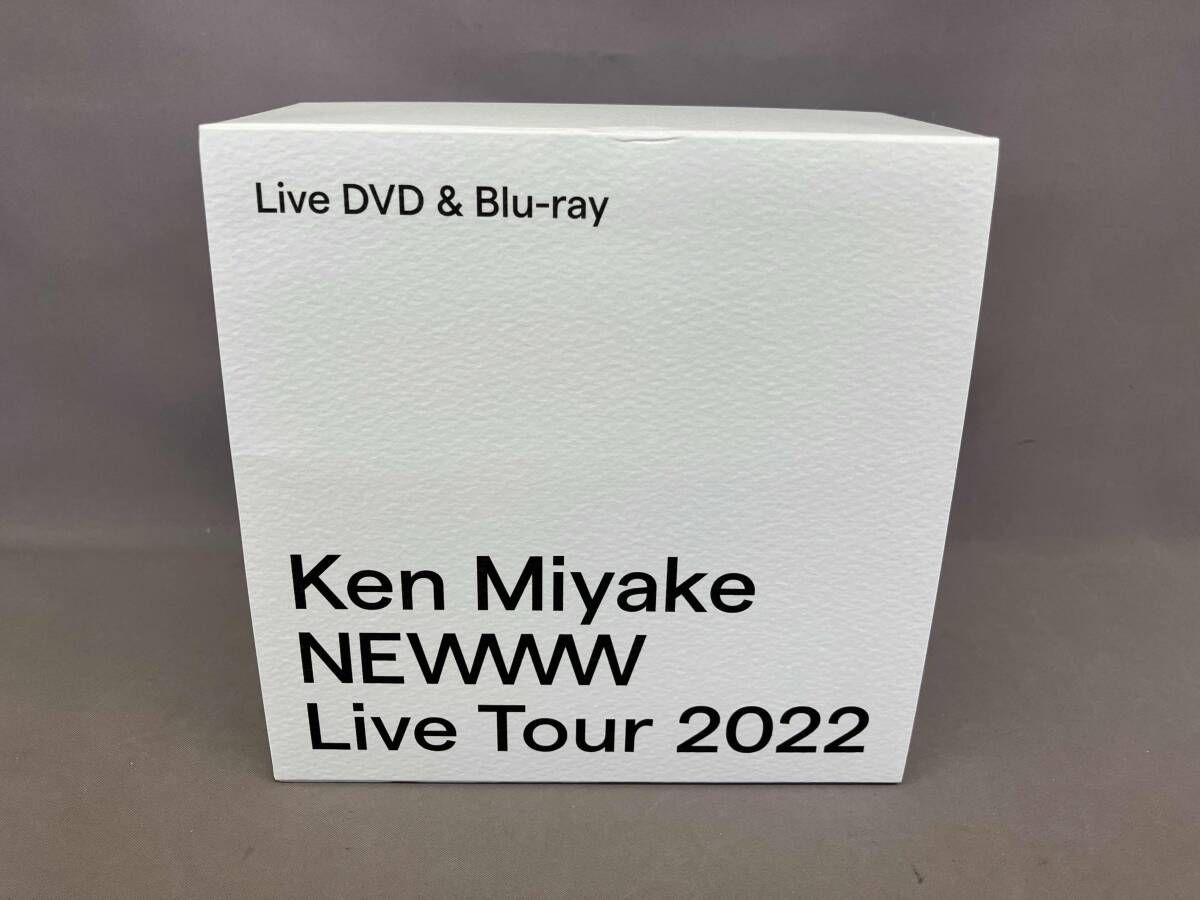 Live DVD & Blu-ray
Ken Miyake
NEWWW
Live Tour 2022